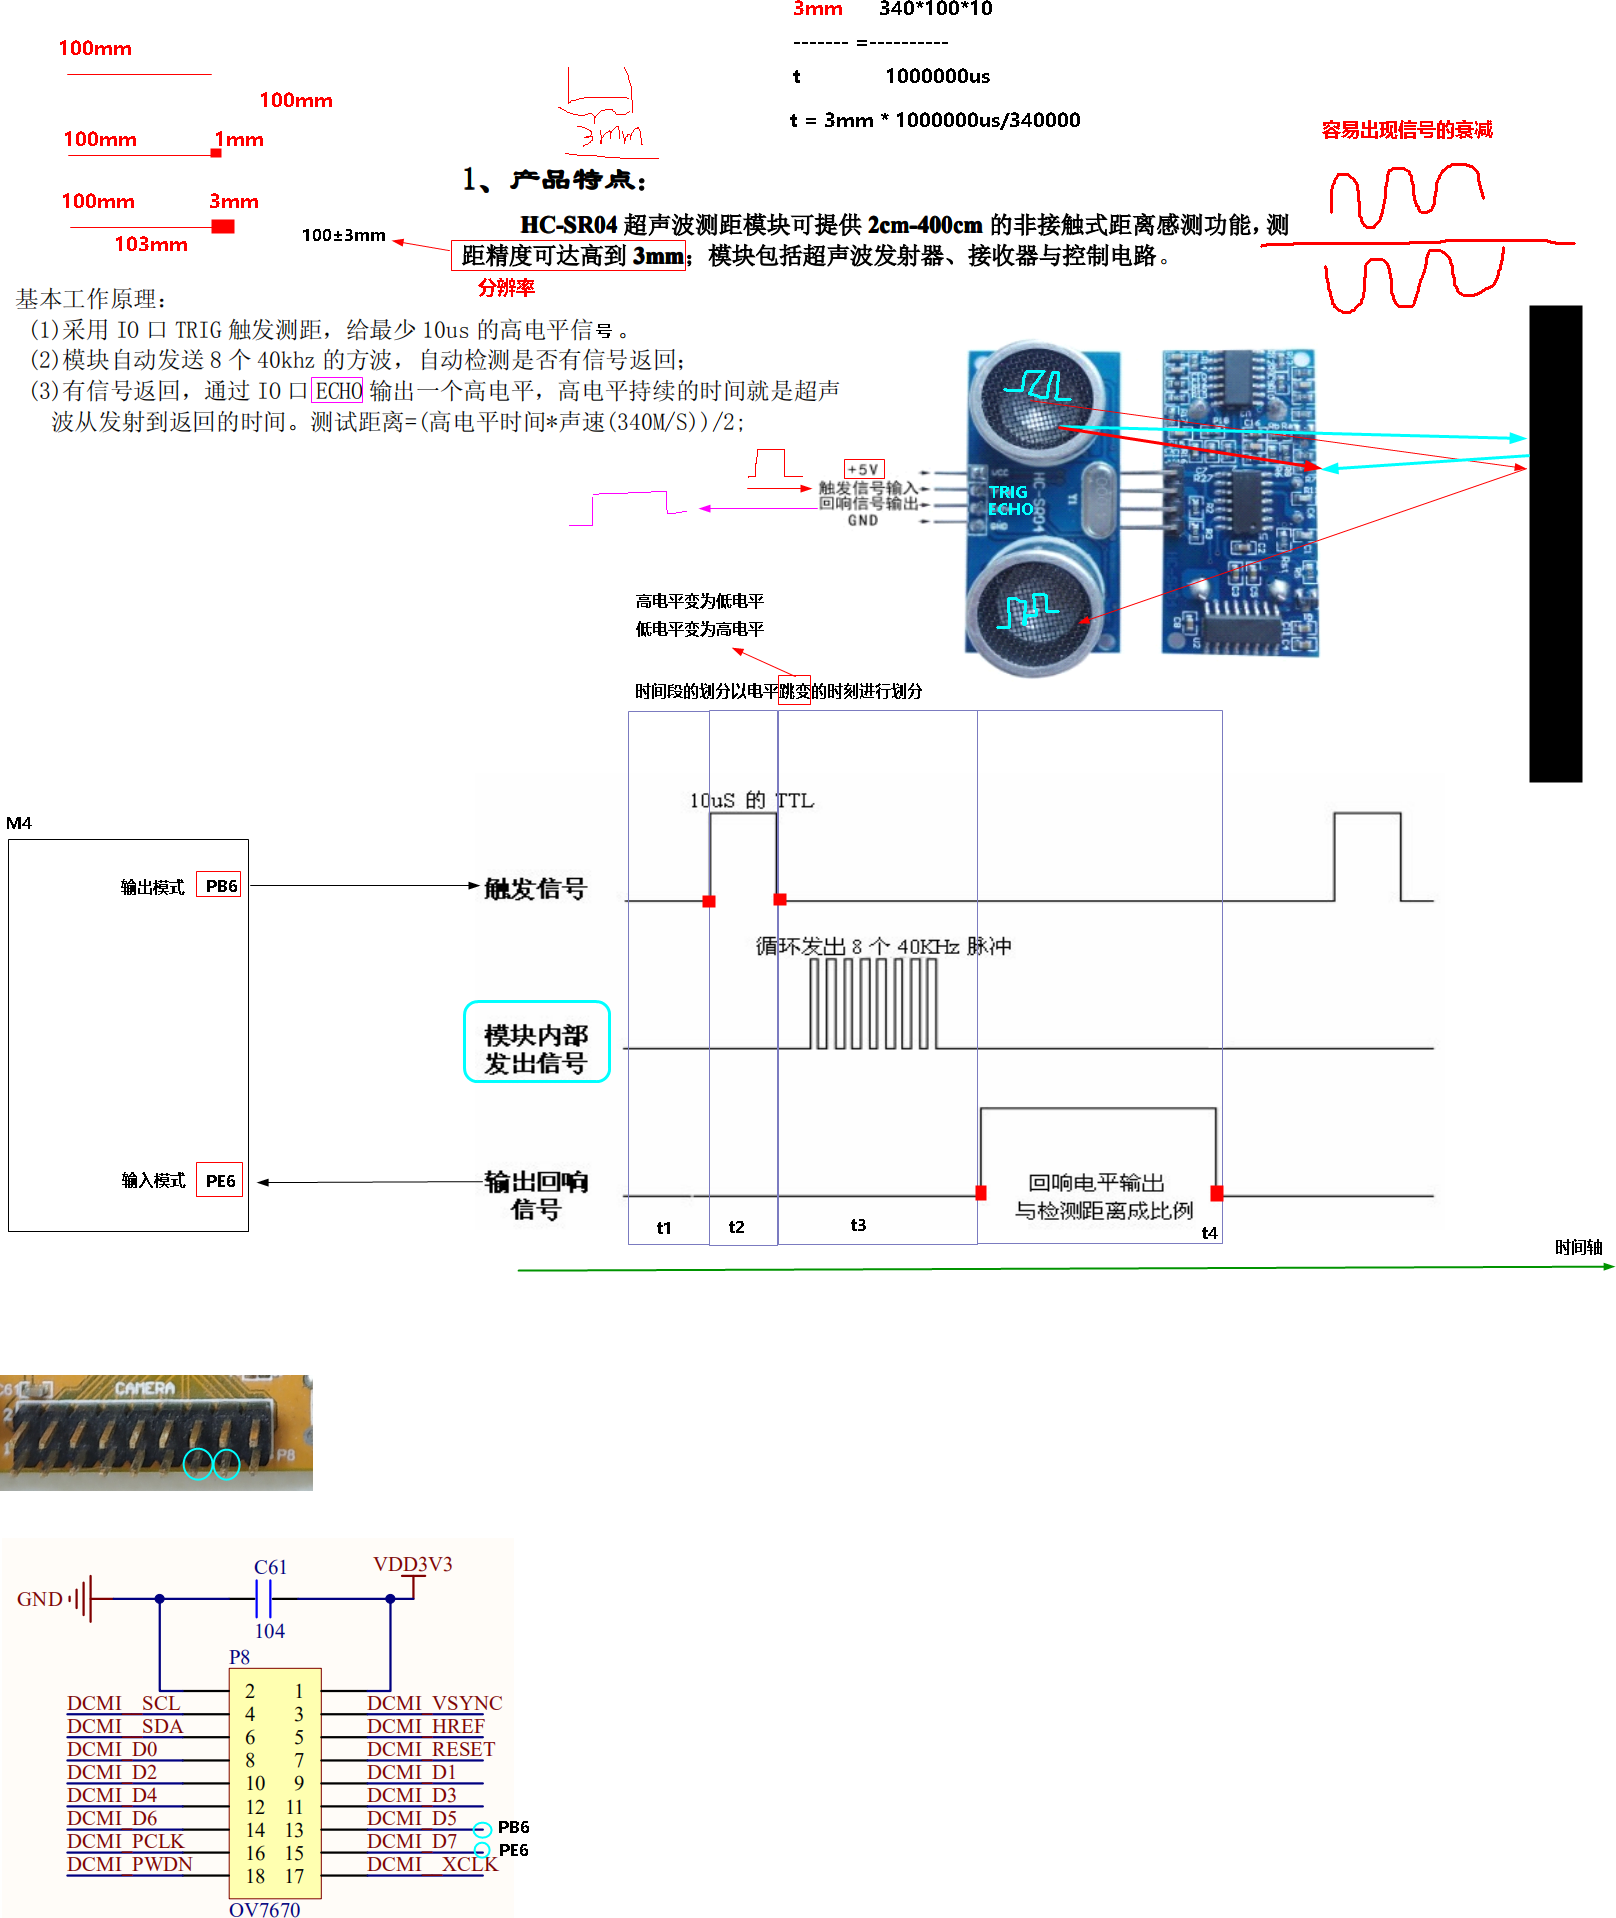 3mm 340*100*10
------- =----------
t 1000000us
t = 3mm * 1000000us/340000
100mm
100mm
100mm 1mm
100mm 3mm
103mm
100±3mm
3mm
容易出现信号的衰减
1、产品特点：
HC-SR04 超声波测距模块可提供 2cm-400cm 的非接触式距离感测功能，测
距精度可达高到 3mm；模块包括超声波发射器、接收器与控制电路。
分辨率
基本工作原理：
(1)采用 IO 口 TRIG 触发测距，给最少 10us 的高电平信号。
(2)模块自动发送 8 个 40khz 的方波，自动检测是否有信号返回；
(3)有信号返回，通过 IO 口 ECHO 输出一个高电平，高电平持续的时间就是超声
波从发射到返回的时间。测试距离=(高电平时间*声速(340M/S))/2;
+5V
触发信号输入
回响信号输出
GND
VCC
TRIG
ECHO
GND
HC-SR04
高电平变为低电平
低电平变为高电平
时间段的划分以电平跳变的时刻进行划分
10uS 的 TTL
M4
输出模式 PB6
触发信号
循环发出 8 个 40KHz 脉冲
模块内部
发出信号
输入模式 PE6
输出回响
信号
回响电平输出
与检测距离成比例
t1 t2 t3 t4
时间轴
C61 CAMERA
2
1
P8
C61
VDD3V3
GND
104
P8
2 1
DCMI_SCL 4 3 DCMI_VSYNC
DCMI_SDA 6 5 DCMI_HREF
DCMI_D0 8 7 DCMI_RESET
DCMI_D2 10 9 DCMI_D1
DCMI_D4 12 11 DCMI_D3
DCMI_D6 14 13 DCMI_D5 PB6
DCMI_PCLK 16 15 DCMI_D7 PE6
DCMI_PWDN 18 17 DCMI_XCLK
OV7670